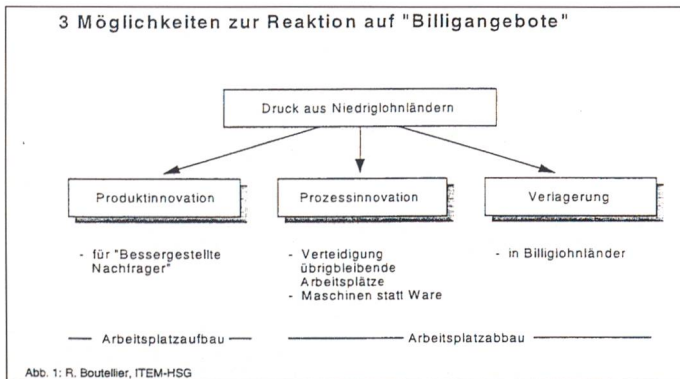 3 Möglichkeiten zur Reaktion auf "Billigangebote"
Druck aus Niedriglohnländern
Produktinnovation
Prozessinnovation
Verlagerung
- für "Bessergestellte
Nachfrager"
- Verteidigung
übrigbleibende
Arbeitsplätze
- Maschinen statt Ware
- in Billiglohnländer
Arbeitsplatzaufbau
Arbeitsplatzabbau
Abb. 1: R. Boutellier, ITEM-HSG